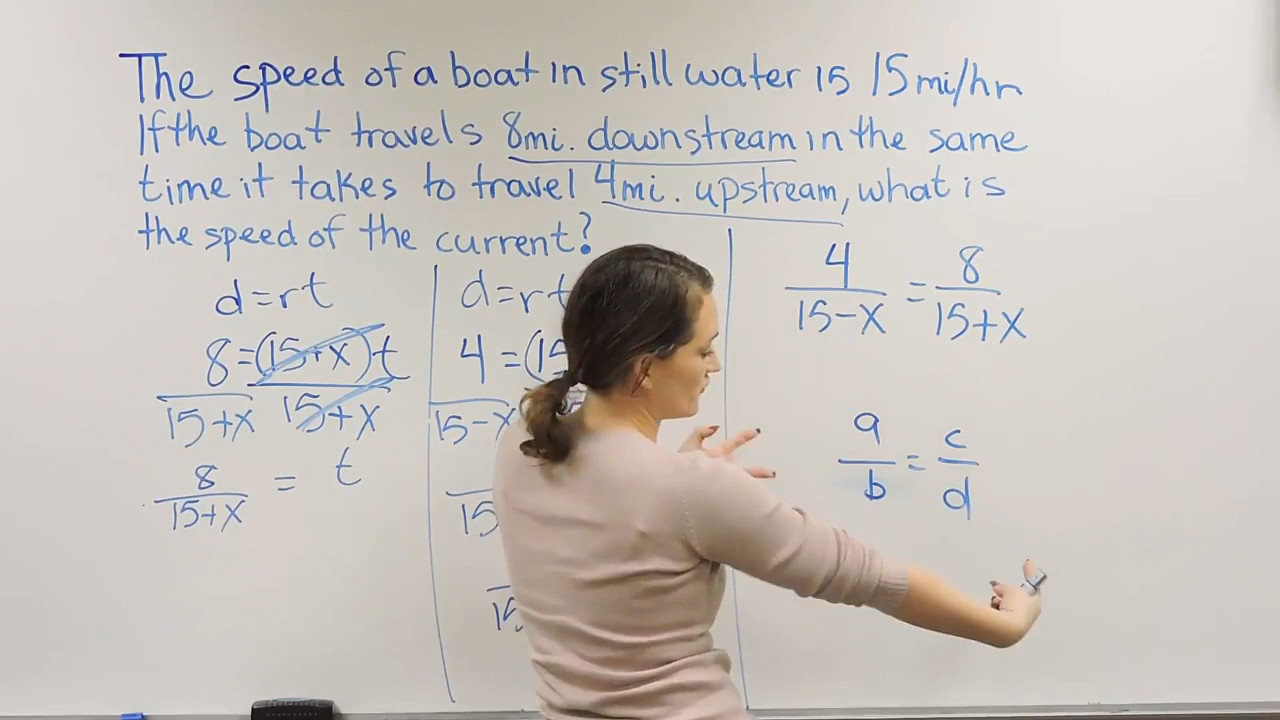 The speed of a boat in still water is 15mi/hr
If the boat travels 8mi. downstream in the same
time it takes to travel 4mi. upstream, what is
the speed of the current?
d=rt
8=(15+x)t
15+x 15+x
8
15+x = t
d=rt
4=(15
15-x
15
15
4/15-x = 8/15+x
a/b = c/d